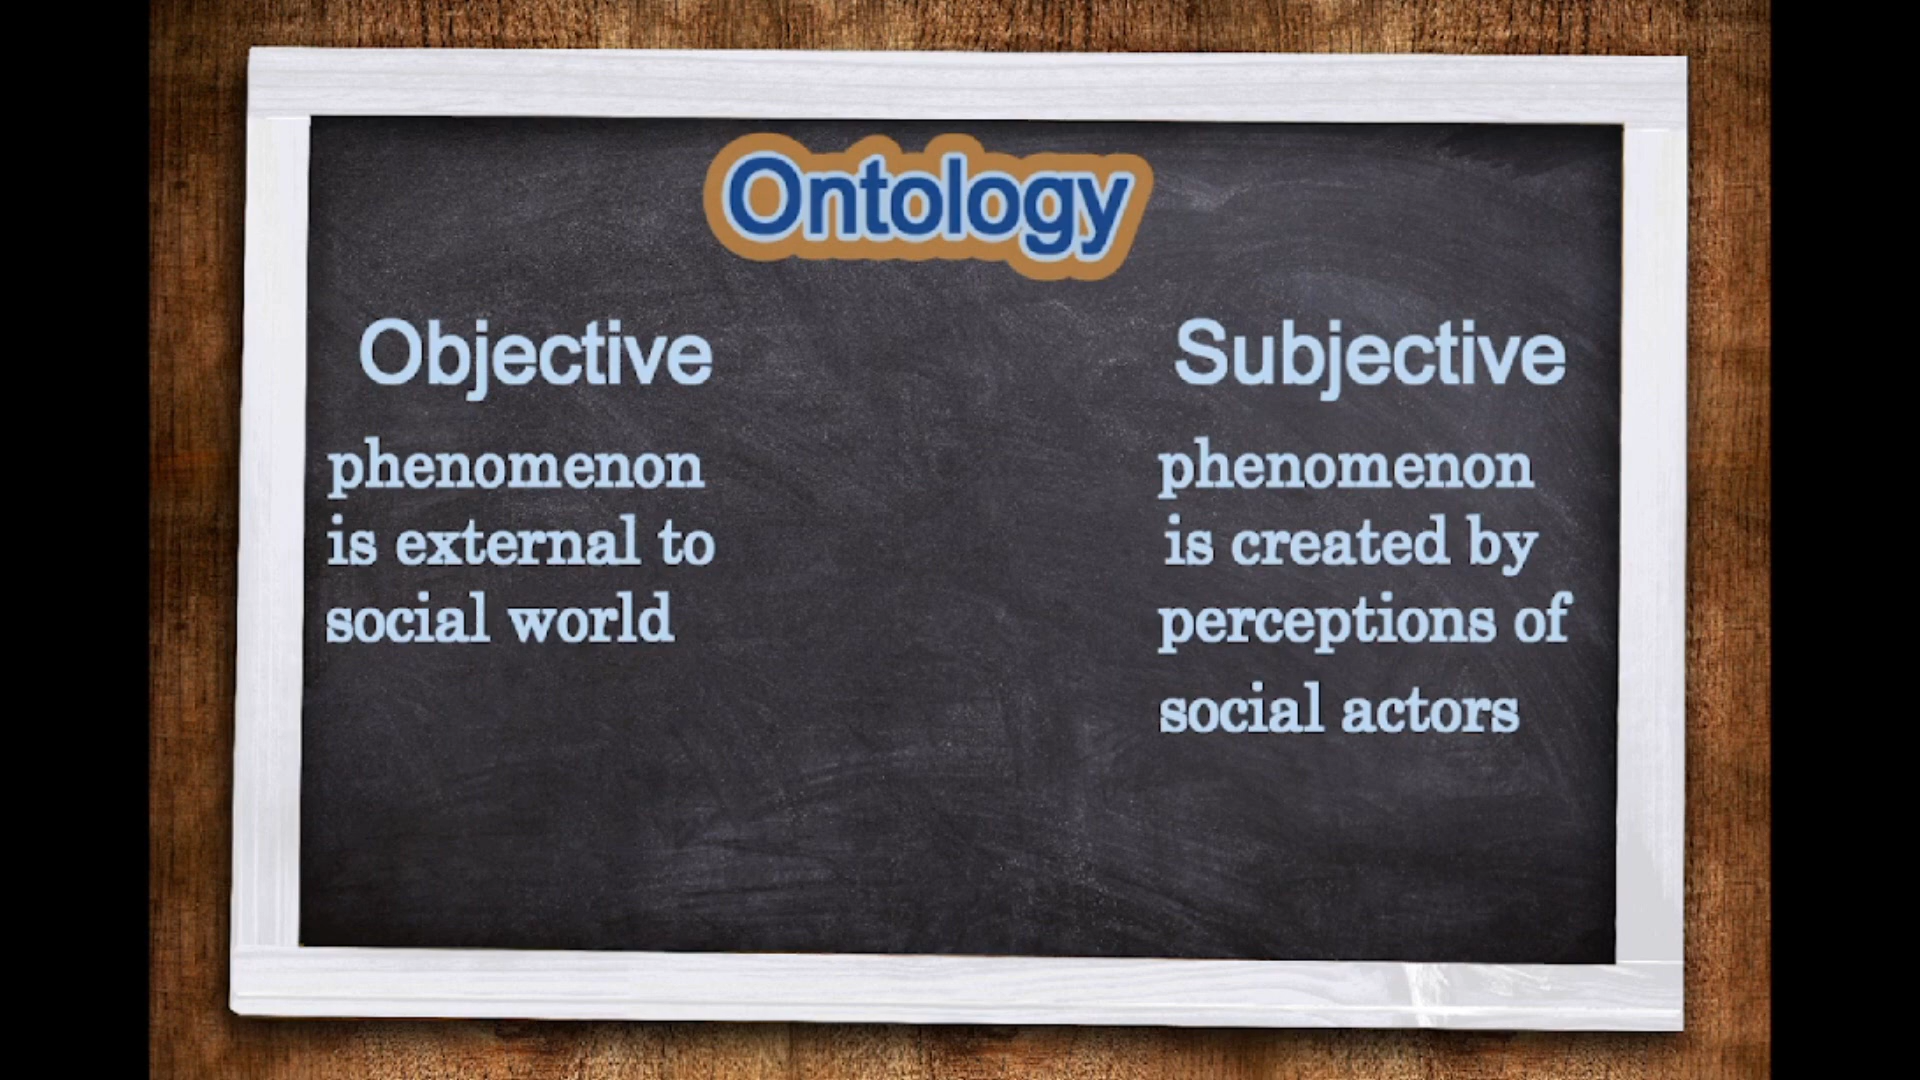 Ontology
Objective
phenomenon
is external to
social world
Subjective
phenomenon
is created by
perceptions of
social actors